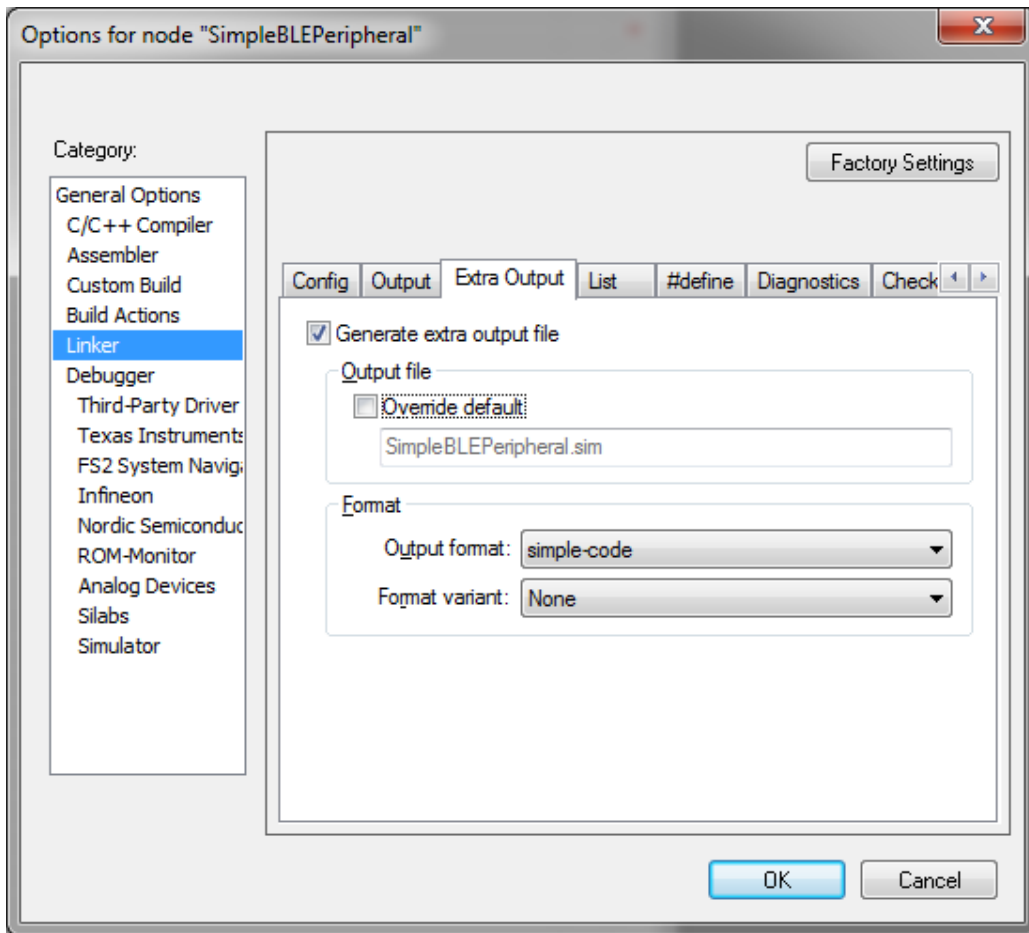 Options for node "SimpleBLEPeripheral"
Category:
General Options
C/C++ Compiler
Assembler
Custom Build
Build Actions
Linker
Debugger
Third-Party Driver
Texas Instruments
FS2 System Naviga
Infineon
Nordic Semiconduc
ROM-Monitor
Analog Devices
Silabs
Simulator
Factory Settings
Config Output Extra Output List #define Diagnostics Check
Generate extra output file
Output file
Override default
SimpleBLEPeripheral.sim
Format
Output format: simple-code
Format variant: None
OK Cancel